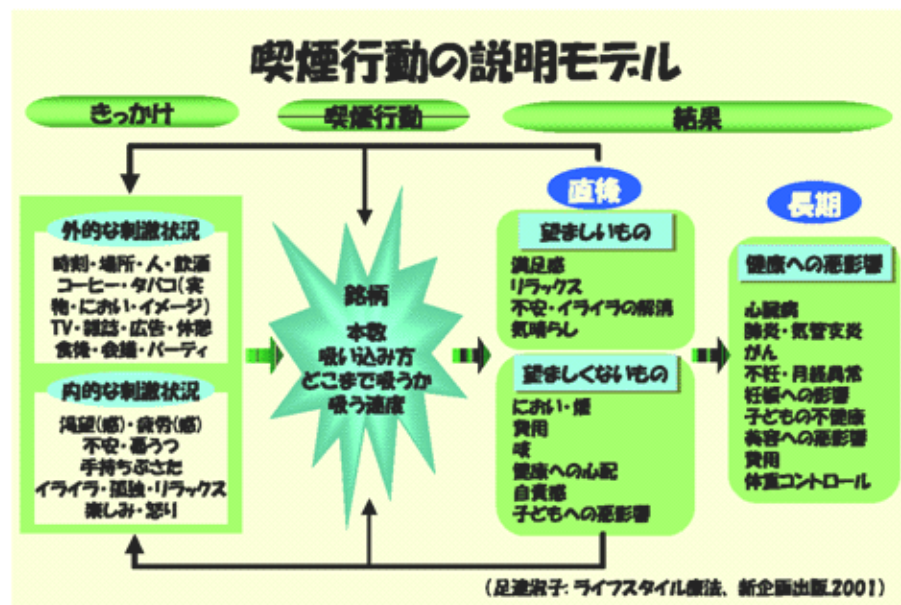 喫煙行動の説明モデル
きっかけ
喫煙行動
結果
直後
長期
外的な刺激状況
時刻・場所・人・飲酒
コーヒー・タバコ(実
物・におい・イメージ)
TV・雑誌・広告・休憩
食後・会議・パーティ
内的な刺激状況
渇望(感)・疲労(感)
不安・憂うつ
手持ちぶさた
イライラ・孤独・リラックス
楽しみ・怒り
銘柄
本数
吸い込み方
どこまで吸うか
吸う速度
望ましいもの
満足感
リラックス
不安・イライラの解消
気晴らし
望ましくないもの
におい・煙
費用
咳
健康への心配
自責感
子どもへの悪影響
健康への悪影響
心臓病
肺炎・気管支炎
がん
不妊・月経異常
妊娠への影響
子どもの不健康
美容への悪影響
費用
体重コントロール
(足達淑子:ライフスタイル療法、新企画出版2001)